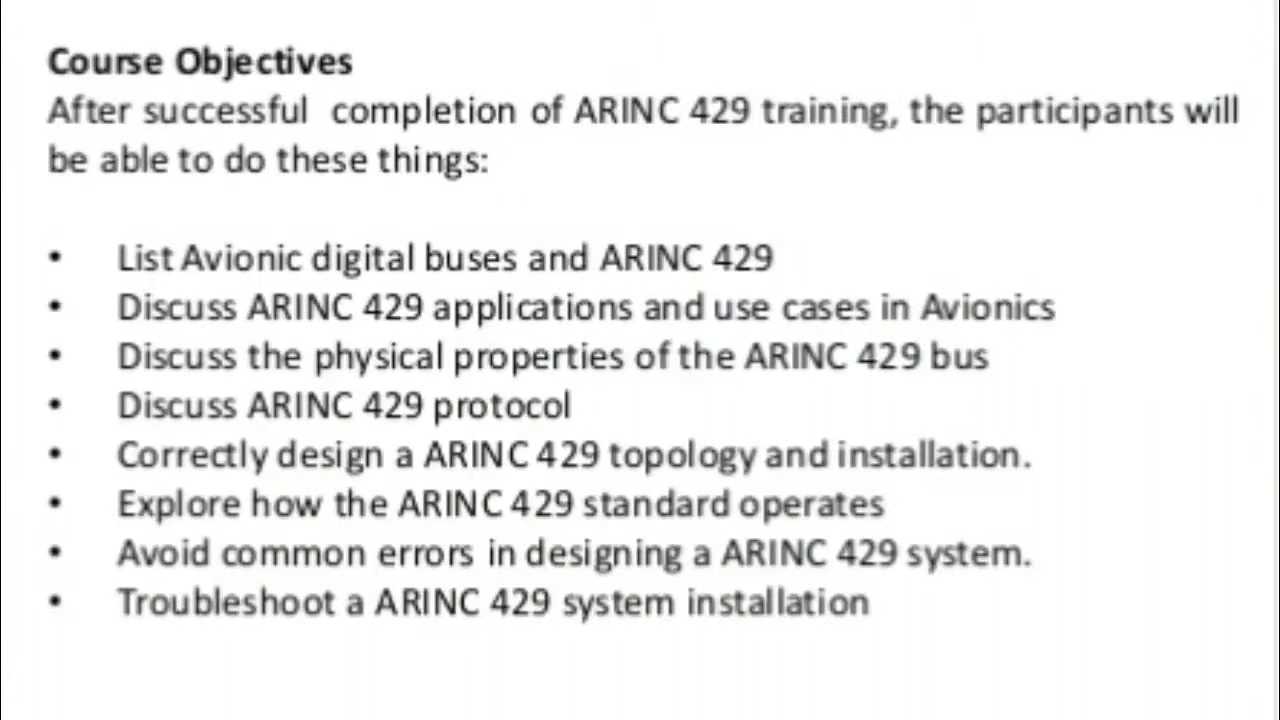 Course Objectives
After successful completion of ARINC 429 training, the participants will
be able to do these things:
• List Avionic digital buses and ARINC 429
• Discuss ARINC 429 applications and use cases in Avionics
• Discuss the physical properties of the ARINC 429 bus
• Discuss ARINC 429 protocol
• Correctly design a ARINC 429 topology and installation.
• Explore how the ARINC 429 standard operates
• Avoid common errors in designing a ARINC 429 system.
• Troubleshoot a ARINC 429 system installation